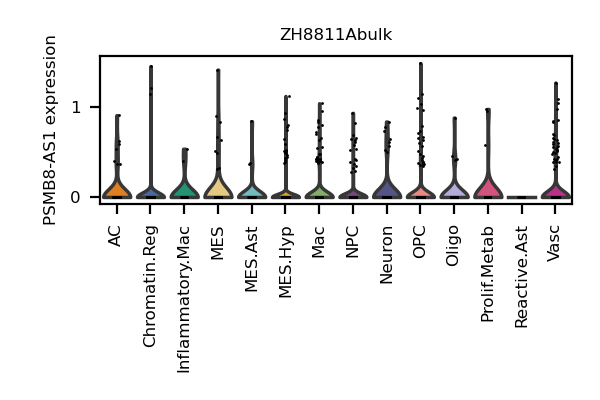 ZH8811Abulk
PSMB8-AS1 expression
1
0
AC
Chromatin.Reg
Inflammatory.Mac
MES
MES.Ast
MES.Hyp
Mac
NPC
Neuron
OPC
Oligo
Prolif.Metab
Reactive.Ast
Vasc